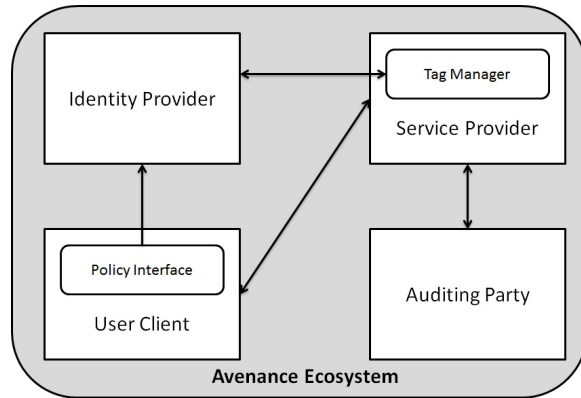 Identity Provider
Tag Manager
Service Provider
Policy Interface
User Client
Auditing Party
Avenance Ecosystem